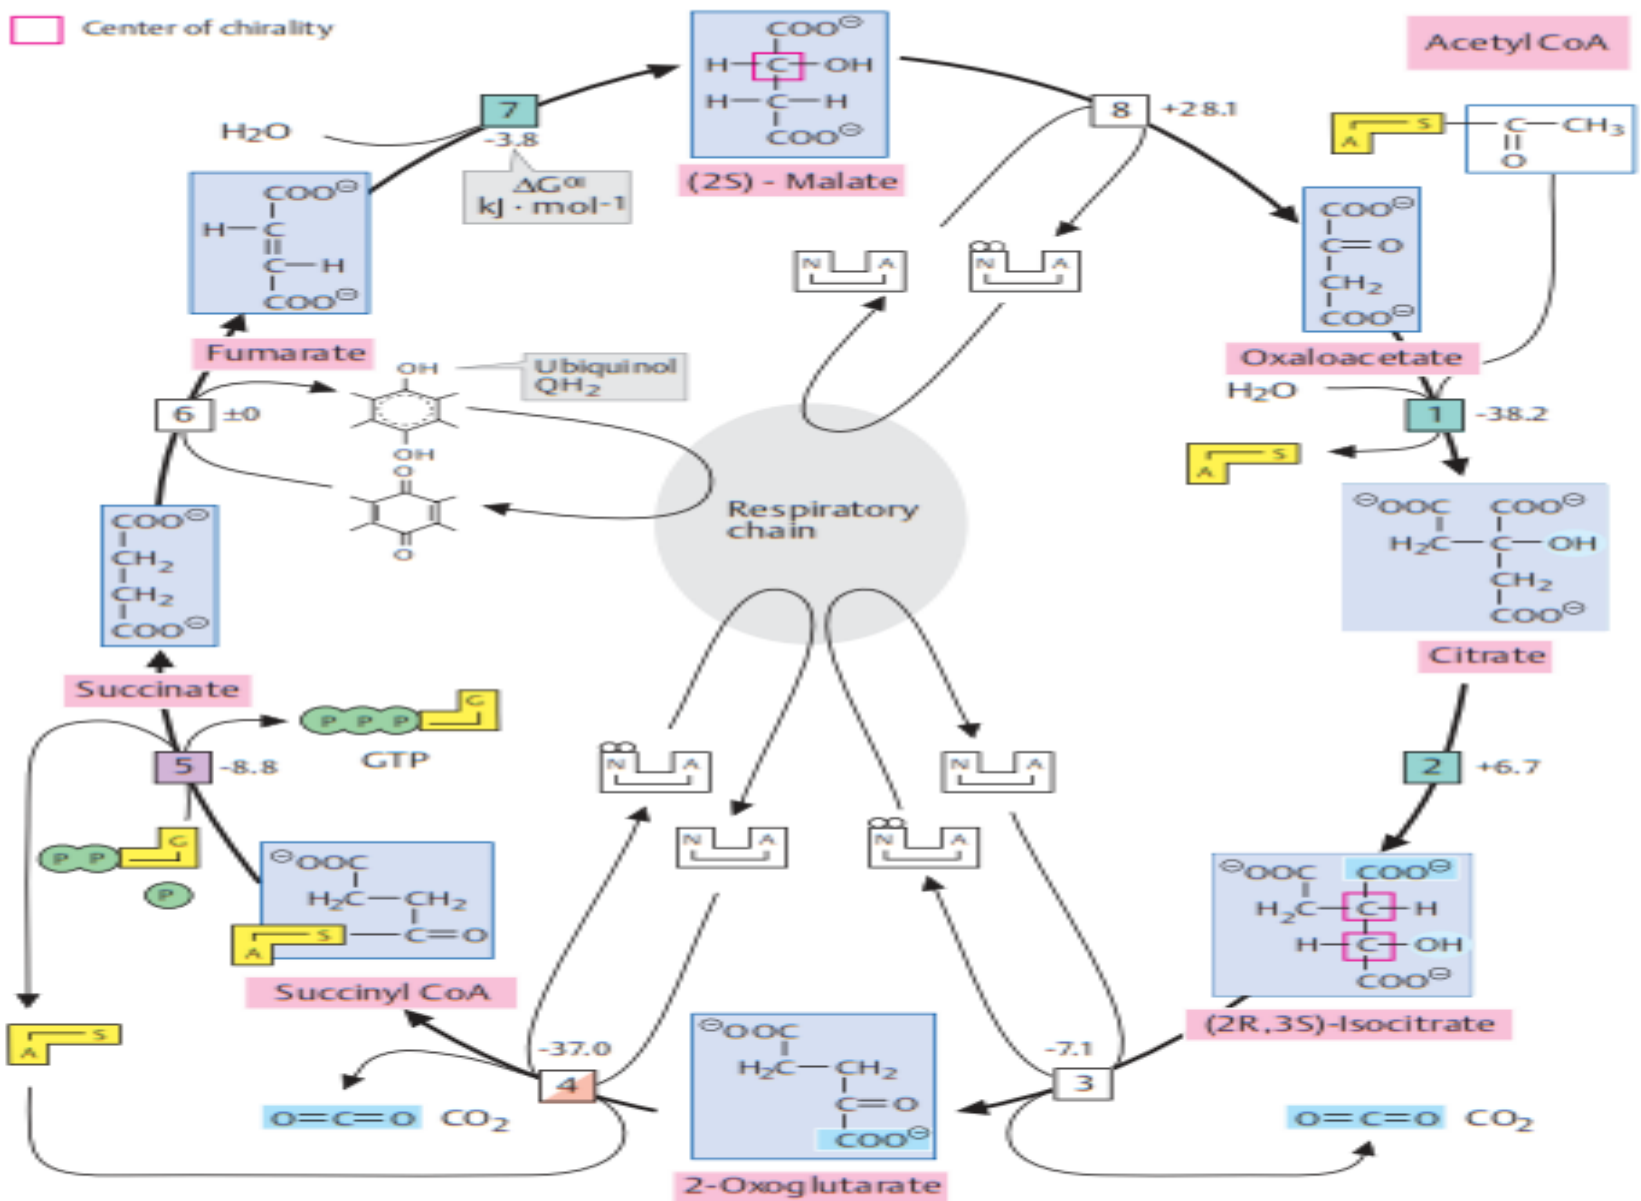 Center of chirality
COO⊖
H—C—OH
H—C—H
COO⊖
(2S) - Malate
Acetyl CoA
A S—C—CH3
O
7
-3.8
H2O
ΔG°'
kJ · mol-1
8
+28.1
COO⊖
H—C
C—H
COO⊖
Fumarate
N A
N A
COO⊖
C=O
CH2
COO⊖
Oxaloacetate
H2O
1
-38.2
A S
6
±0
OH
OH
Ubiquinol
QH2
O
O
Respiratory
chain
⊖OOC COO⊖
H2C—C—OH
CH2
COO⊖
Citrate
COO⊖
CH2
CH2
COO⊖
Succinate
P P P G
GTP
5
-8.8
P P G
P
N A
N A
N A
N A
2
+6.7
⊖OOC
H2C—CH2
A S—C=O
Succinyl CoA
⊖OOC COO⊖
H2C—C—H
H—C—OH
COO⊖
(2R,3S)-Isocitrate
A S
-37.0
4
O=C=O CO2
⊖OOC
H2C—CH2
C=O
COO⊖
2-Oxoglutarate
-7.1
3
O=C=O CO2